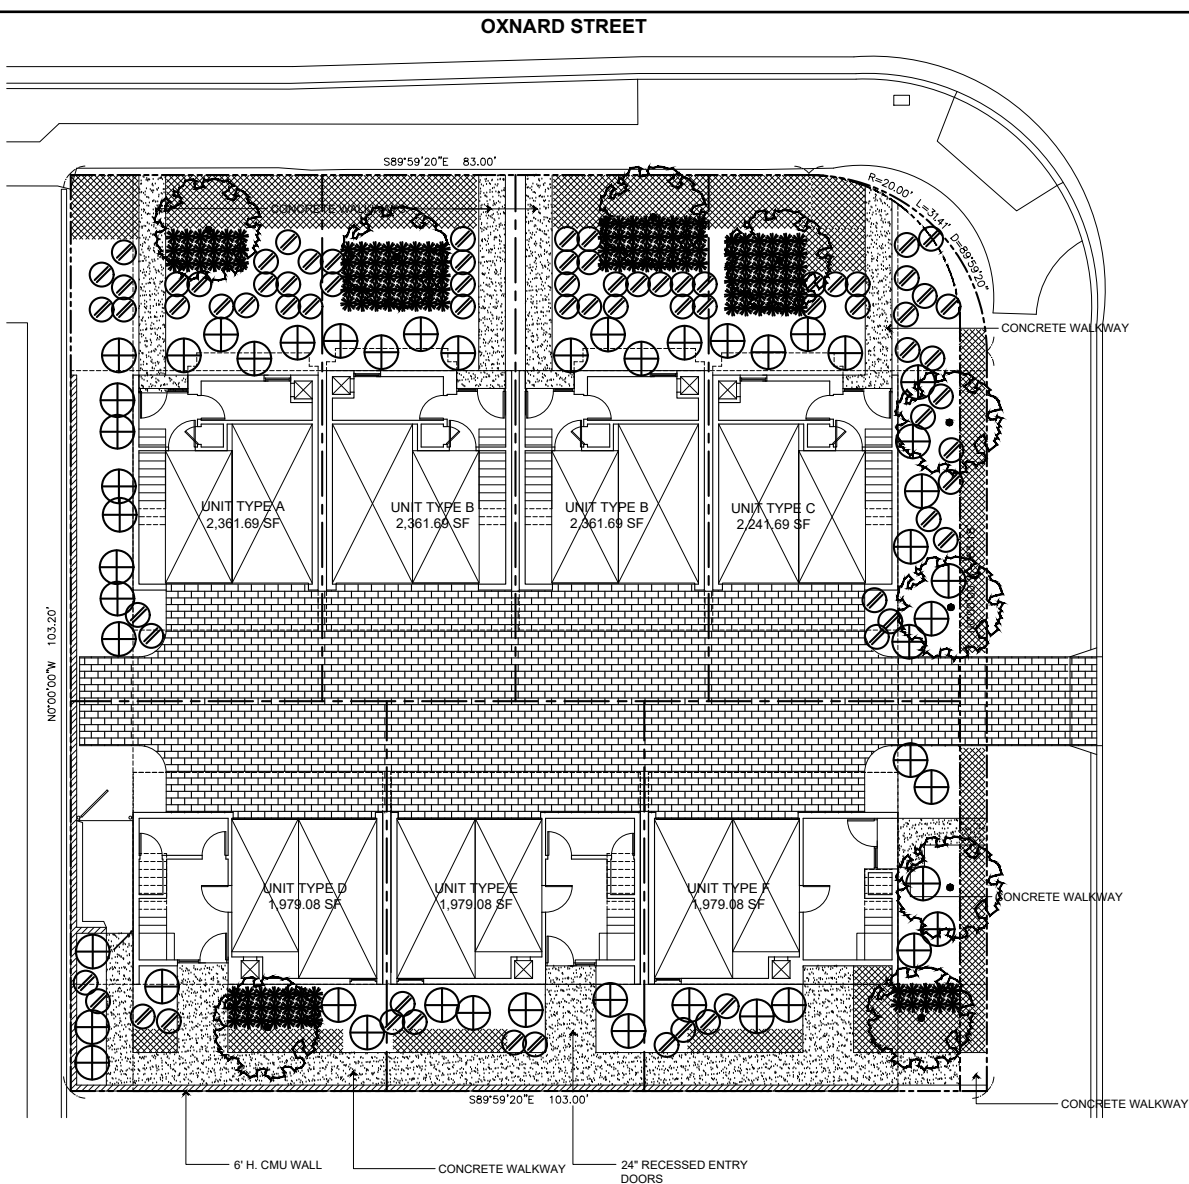 OXNARD STREET
S89°59'20"E 83.00'
R=20.00' L=31.41' D=89°59'20"
CONCRETE WALKWAYS
CONCRETE WALKWAY
UNIT TYPE A
2,361.69 SF
UNIT TYPE B
2,361.69 SF
UNIT TYPE B
2,361.69 SF
UNIT TYPE C
2,241.69 SF
N0°00'00"W 103.20'
UNIT TYPE D
1,979.08 SF
UNIT TYPE E
1,979.08 SF
UNIT TYPE F
1,979.08 SF
CONCRETE WALKWAY
S89°59'20"E 103.00'
CONCRETE WALKWAY
6' H. CMU WALL
CONCRETE WALKWAY
24" RECESSED ENTRY
DOORS